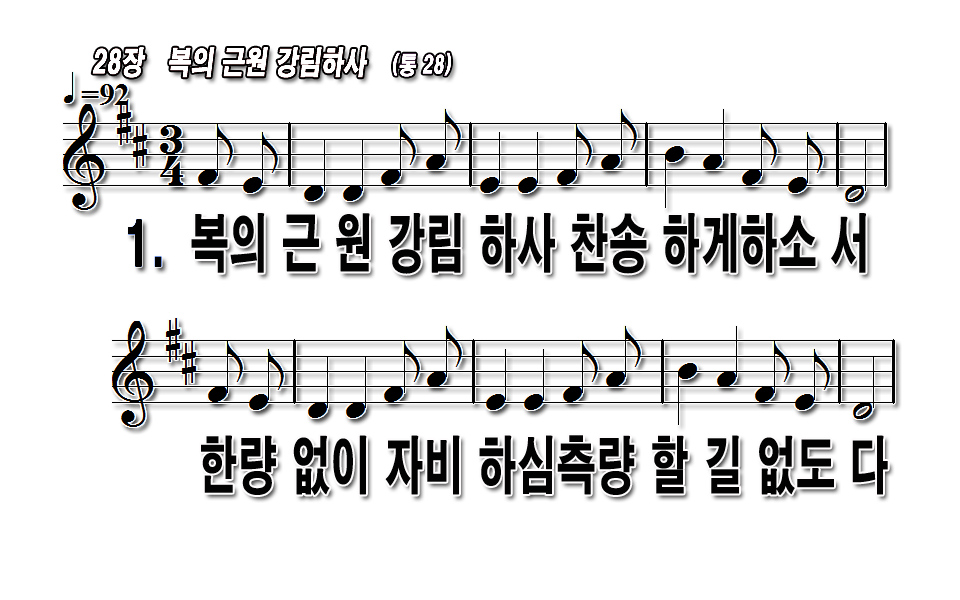 28장 복의 근원 강림하사 (통 28)
♩=92
3
4
1. 복의 근 원 강림 하사 찬송 하게하소 서
한량 없이 자비 하심측량 할 길 없도 다